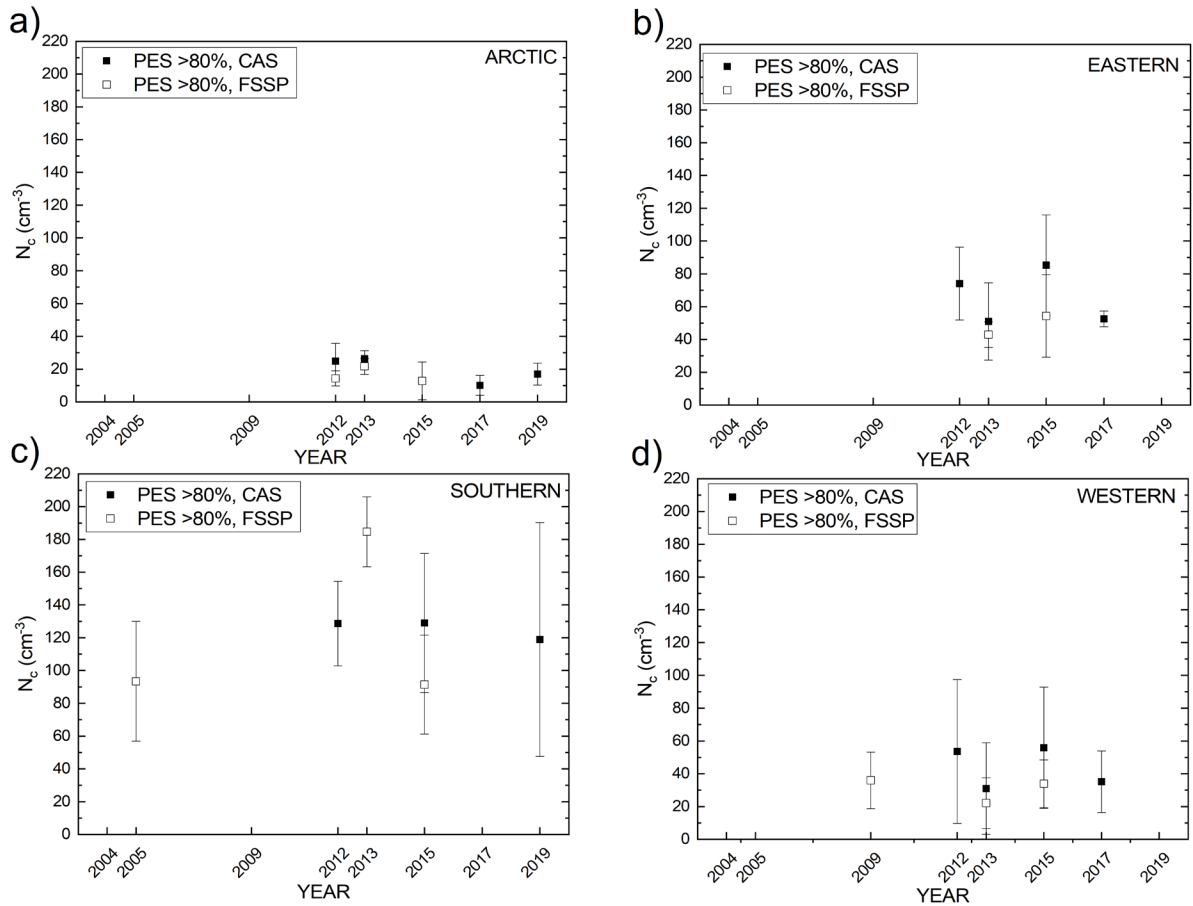 a)
PES >80%, CAS
PES >80%, FSSP
ARCTIC
220
200
180
160
140
120
100
80
60
40
20
0
N_c (cm^-3)
2004 2005 2009 2012 2013 2015 2017 2019
YEAR
b)
PES >80%, CAS
PES >80%, FSSP
EASTERN
220
200
180
160
140
120
100
80
60
40
20
0
N_c (cm^-3)
2004 2005 2009 2012 2013 2015 2017 2019
YEAR
c)
PES >80%, CAS
PES >80%, FSSP
SOUTHERN
220
200
180
160
140
120
100
80
60
40
20
0
N_c (cm^-3)
2004 2005 2009 2012 2013 2015 2017 2019
YEAR
d)
PES >80%, CAS
PES >80%, FSSP
WESTERN
220
200
180
160
140
120
100
80
60
40
20
0
N_c (cm^-3)
2004 2005 2009 2012 2013 2015 2017 2019
YEAR